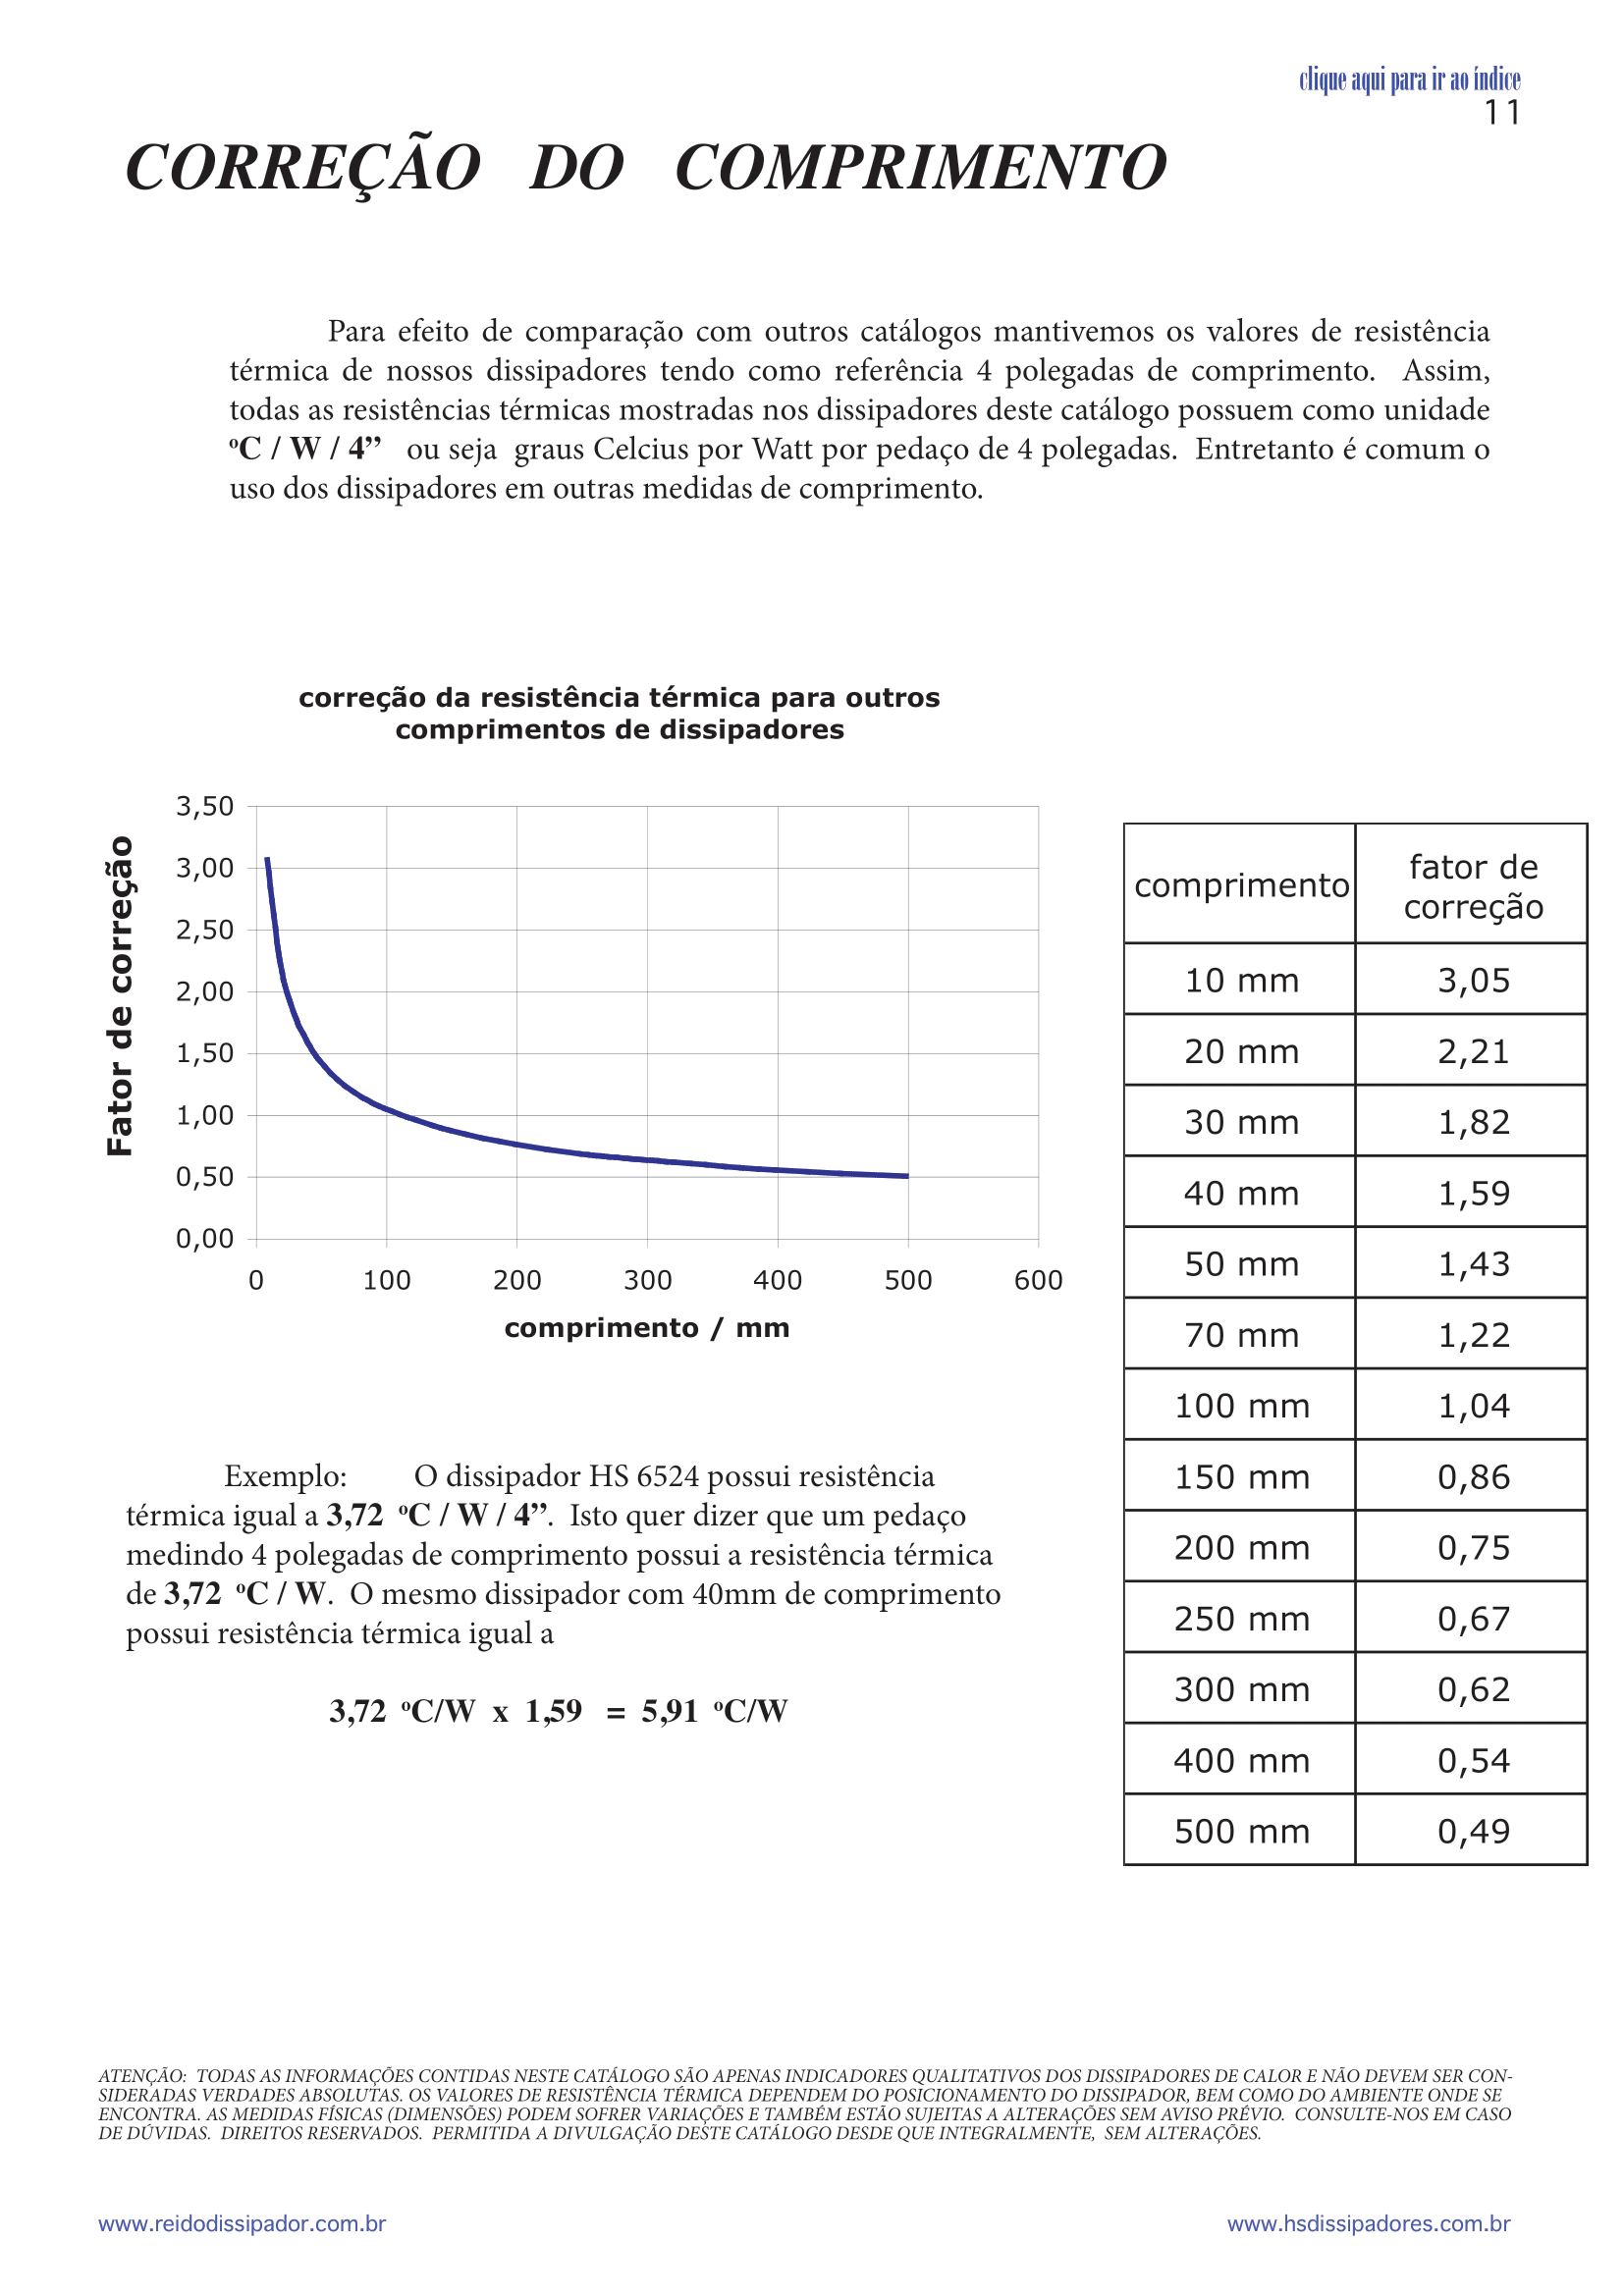 clique aqui para ir ao índice
11
CORREÇÃO DO COMPRIMENTO
Para efeito de comparação com outros catálogos mantivemos os valores de resistência
térmica de nossos dissipadores tendo como referência 4 polegadas de comprimento. Assim,
todas as resistências térmicas mostradas nos dissipadores deste catálogo possuem como unidade
ºC / W / 4” ou seja graus Celcius por Watt por pedaço de 4 polegadas. Entretanto é comum o
uso dos dissipadores em outras medidas de comprimento.
correção da resistência térmica para outros
comprimentos de dissipadores
Fator de correção
3,50
3,00
2,50
2,00
1,50
1,00
0,50
0,00
0 100 200 300 400 500 600
comprimento / mm
comprimento fator de correção
10 mm 3,05
20 mm 2,21
30 mm 1,82
40 mm 1,59
50 mm 1,43
70 mm 1,22
100 mm 1,04
150 mm 0,86
200 mm 0,75
250 mm 0,67
300 mm 0,62
400 mm 0,54
500 mm 0,49
Exemplo: O dissipador HS 6524 possui resistência
térmica igual a 3,72 ºC / W / 4”. Isto quer dizer que um pedaço
medindo 4 polegadas de comprimento possui a resistência térmica
de 3,72 ºC / W. O mesmo dissipador com 40mm de comprimento
possui resistência térmica igual a
3,72 ºC/W x 1,59 = 5,91 ºC/W
ATENÇÃO: TODAS AS INFORMAÇÕES CONTIDAS NESTE CATÁLOGO SÃO APENAS INDICADORES QUALITATIVOS DOS DISSIPADORES DE CALOR E NÃO DEVEM SER CON-
SIDERADAS VERDADES ABSOLUTAS. OS VALORES DE RESISTÊNCIA TÉRMICA DEPENDEM DO POSICIONAMENTO DO DISSIPADOR, BEM COMO DO AMBIENTE ONDE SE
ENCONTRA. AS MEDIDAS FÍSICAS (DIMENSÕES) PODEM SOFRER VARIAÇÕES E TAMBÉM ESTÃO SUJEITAS A ALTERAÇÕES SEM AVISO PRÉVIO. CONSULTE-NOS EM CASO
DE DÚVIDAS. DIREITOS RESERVADOS. PERMITIDA A DIVULGAÇÃO DESTE CATÁLOGO DESDE QUE INTEGRALMENTE, SEM ALTERAÇÕES.
www.reidodissipador.com.br www.hsdissipadores.com.br